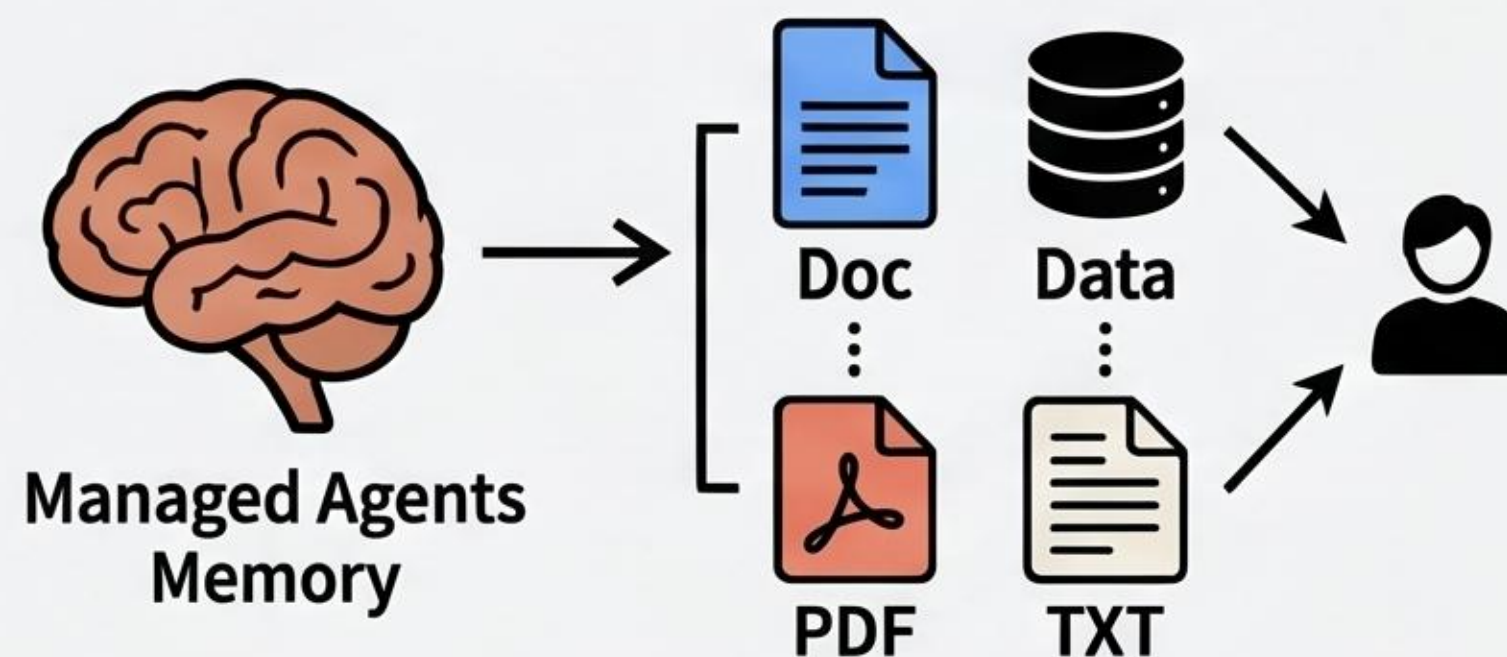 Managed Agents
Memory
Doc
Data
PDF
TXT